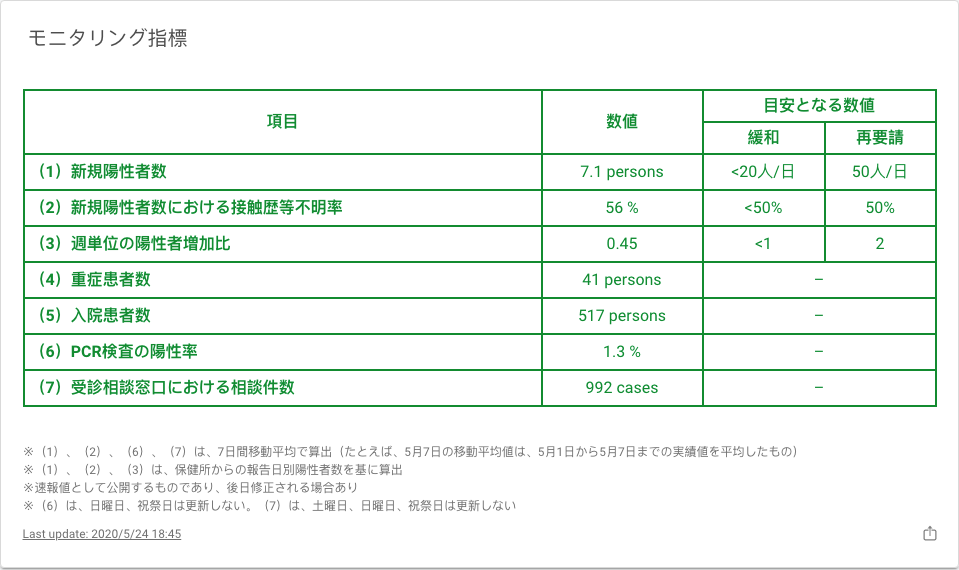 モニタリング指標
項目 数値 目安となる数値
緩和 再要請
（1）新規陽性者数 7.1 persons <20人/日 50人/日
（2）新規陽性者数における接触歴等不明率 56 % <50% 50%
（3）週単位の陽性者増加比 0.45 <1 2
（4）重症患者数 41 persons –
（5）入院患者数 517 persons –
（6）PCR検査の陽性率 1.3 % –
（7）受診相談窓口における相談件数 992 cases –
※（1）、（2）、（6）、（7）は、7日間移動平均で算出（たとえば、5月7日の移動平均値は、5月1日から5月7日までの実績値を平均したもの）
※（1）、（2）、（3）は、保健所からの報告日別陽性者数を基に算出
※速報値として公開するものであり、後日修正される場合あり
※（6）は、日曜日、祝祭日は更新しない。（7）は、土曜日、日曜日、祝祭日は更新しない
Last update: 2020/5/24 18:45